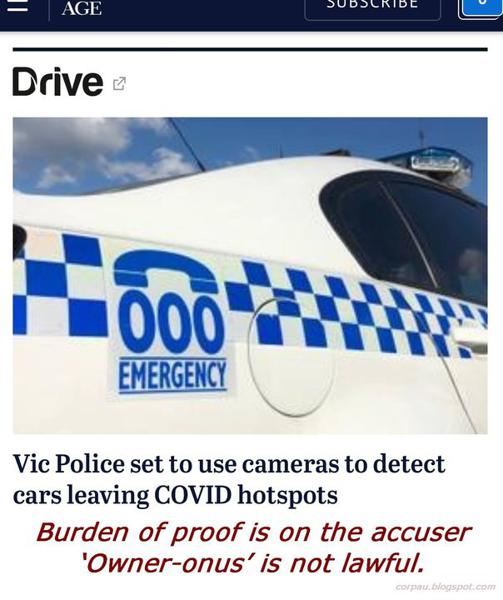 AGE
SUBSCRIBE
Drive
000
EMERGENCY
Vic Police set to use cameras to detect
cars leaving COVID hotspots
Burden of proof is on the accuser
‘Owner-onus’ is not lawful.
corpau.blogspot.com